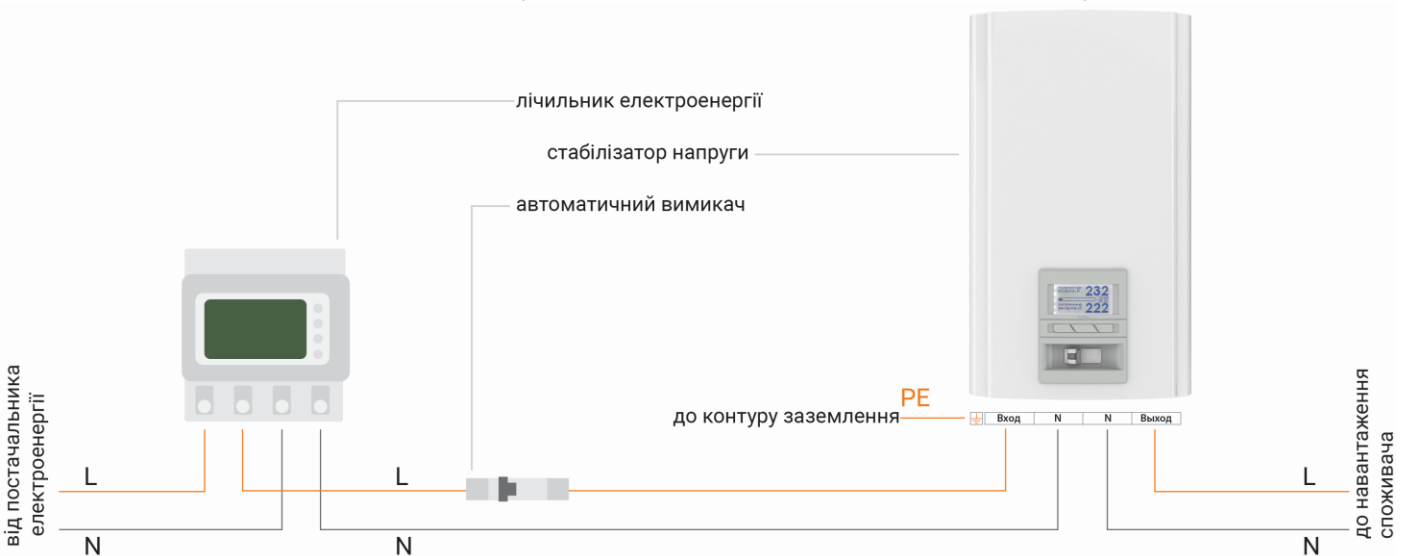 лічильник електроенергії
стабілізатор напруги
автоматичний вимикач
232
222
PE
до контуру заземлення
Вход N N Выход
від постачальника
електроенергії
L
N
L
N
L
N
до навантаження
споживача